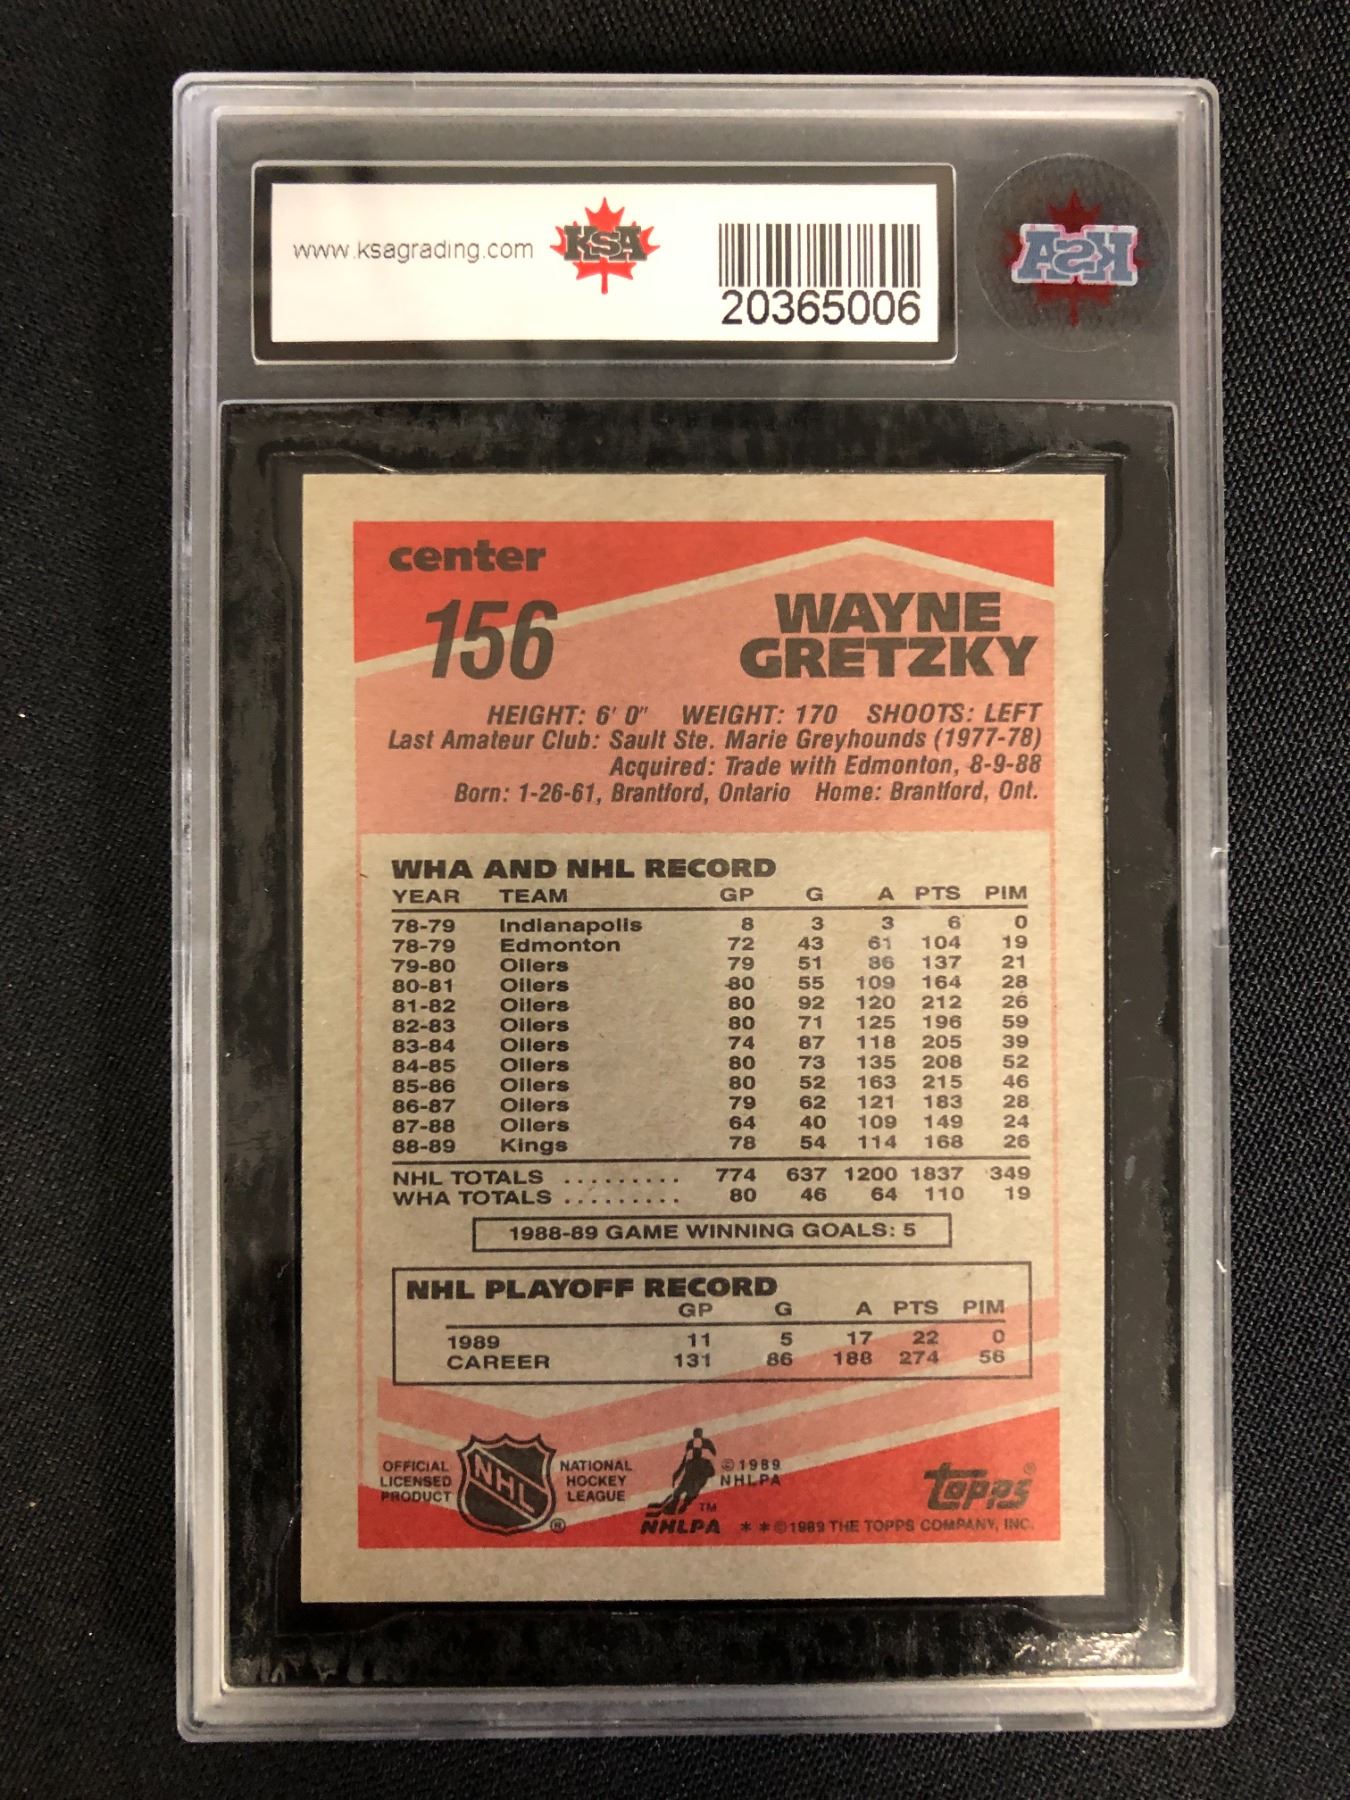 www.ksagrading.com KSA
20365006
KSA
center
156
WAYNE
GRETZKY
HEIGHT: 6' 0" WEIGHT: 170 SHOOTS: LEFT
Last Amateur Club: Sault Ste. Marie Greyhounds (1977-78)
Acquired: Trade with Edmonton, 8-9-88
Born: 1-26-61, Brantford, Ontario Home: Brantford, Ont.
WHA AND NHL RECORD
YEAR TEAM GP G A PTS PIM
78-79 Indianapolis 8 3 3 6 0
78-79 Edmonton 72 43 61 104 19
79-80 Oilers 79 51 86 137 21
80-81 Oilers 80 55 109 164 28
81-82 Oilers 80 92 120 212 26
82-83 Oilers 80 71 125 196 59
83-84 Oilers 74 87 118 205 39
84-85 Oilers 80 73 135 208 52
85-86 Oilers 80 52 163 215 46
86-87 Oilers 79 62 121 183 28
87-88 Oilers 64 40 109 149 24
88-89 Kings 78 54 114 168 26
NHL TOTALS ......... 774 637 1200 1837 349
WHA TOTALS ......... 80 46 64 110 19
1988-89 GAME WINNING GOALS: 5
NHL PLAYOFF RECORD
GP G A PTS PIM
1989 11 5 17 22 0
CAREER 131 86 188 274 56
OFFICIAL
LICENSED
PRODUCT
NHL
®
NATIONAL
HOCKEY
LEAGUE
© 1989
NHLPA
TM
NHLPA
topps®
* * © 1989 THE TOPPS COMPANY, INC.